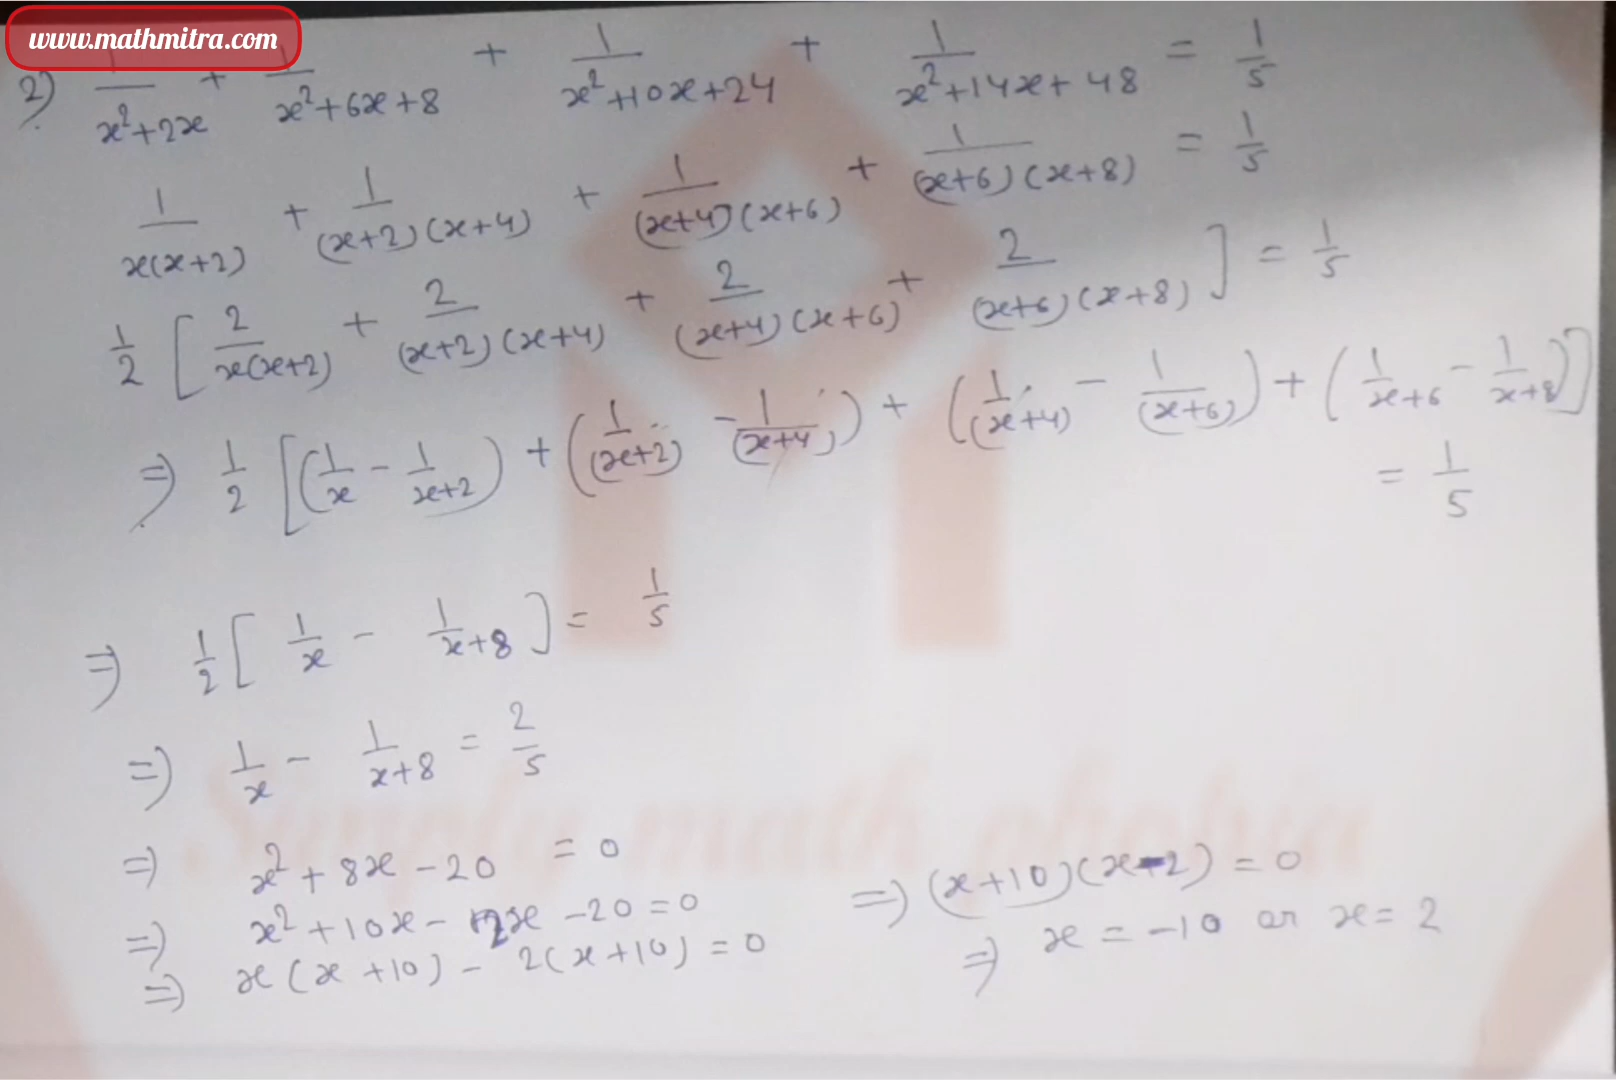 www.mathmitra.com
2) 1/(x²+2x) + 1/(x²+6x+8) + 1/(x²+10x+24) + 1/(x²+14x+48) = 1/5
1/(x(x+2)) + 1/((x+2)(x+4)) + 1/((x+4)(x+6)) + 1/((x+6)(x+8)) = 1/5
1/2 [2/(x(x+2)) + 2/((x+2)(x+4)) + 2/((x+4)(x+6)) + 2/((x+6)(x+8))] = 1/5
⇒ 1/2 [(1/x - 1/(x+2)) + (1/(x+2) - 1/(x+4)) + (1/(x+4) - 1/(x+6)) + (1/(x+6) - 1/(x+8))]
= 1/5
⇒ 1/2 [1/x - 1/(x+8)] = 1/5
⇒ 1/x - 1/(x+8) = 2/5
⇒ x² + 8x - 20 = 0
⇒ x² + 10x - 2x - 20 = 0
⇒ x(x+10) - 2(x+10) = 0
⇒ (x+10)(x-2) = 0
⇒ x = -10 or x = 2